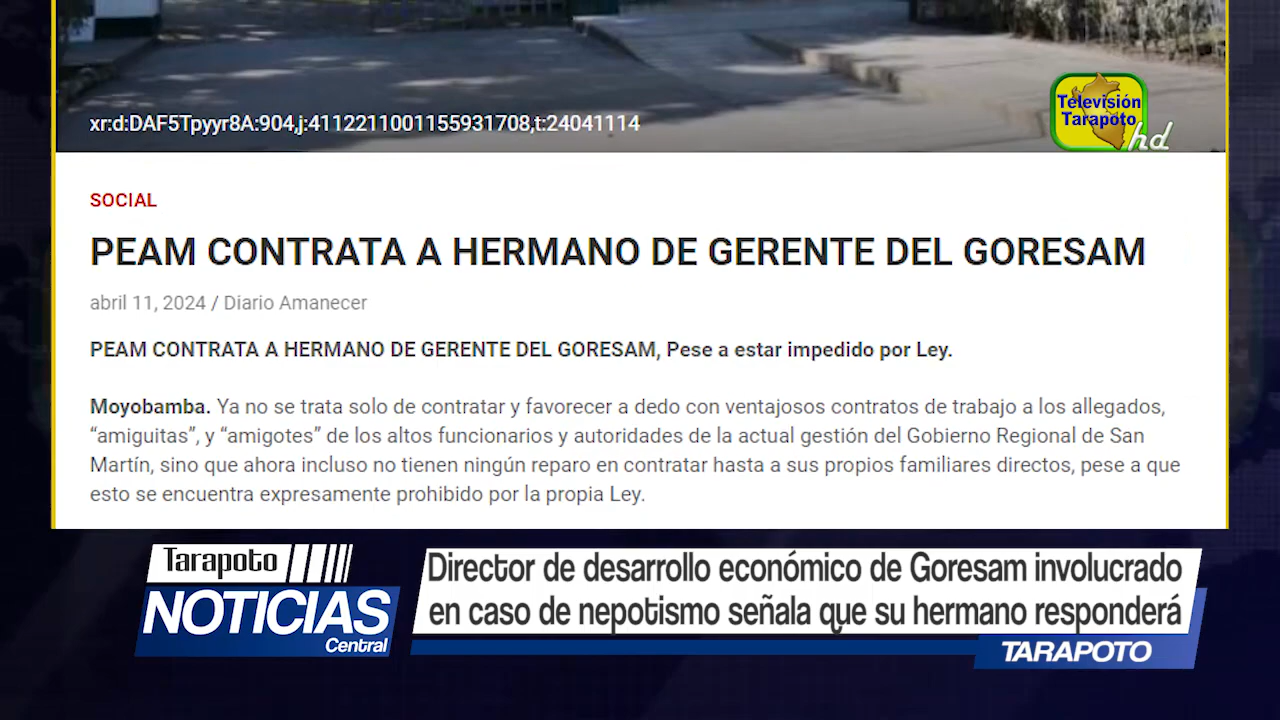 xr:d:DAF5Tpyyr8A:904,j:4112211001155931708,t:24041114
Televisión
Tarapoto
hd
SOCIAL
PEAM CONTRATA A HERMANO DE GERENTE DEL GORESAM
abril 11, 2024 / Diario Amanecer
PEAM CONTRATA A HERMANO DE GERENTE DEL GORESAM, Pese a estar impedido por Ley.
Moyobamba. Ya no se trata solo de contratar y favorecer a dedo con ventajosos contratos de trabajo a los allegados,
“amiguitas”, y “amigotes” de los altos funcionarios y autoridades de la actual gestión del Gobierno Regional de San
Martín, sino que ahora incluso no tienen ningún reparo en contratar hasta a sus propios familiares directos, pese a que
esto se encuentra expresamente prohibido por la propia Ley.
Tarapoto
NOTICIAS
Central
Director de desarrollo económico de Goresam involucrado
en caso de nepotismo señala que su hermano responderá
TARAPOTO